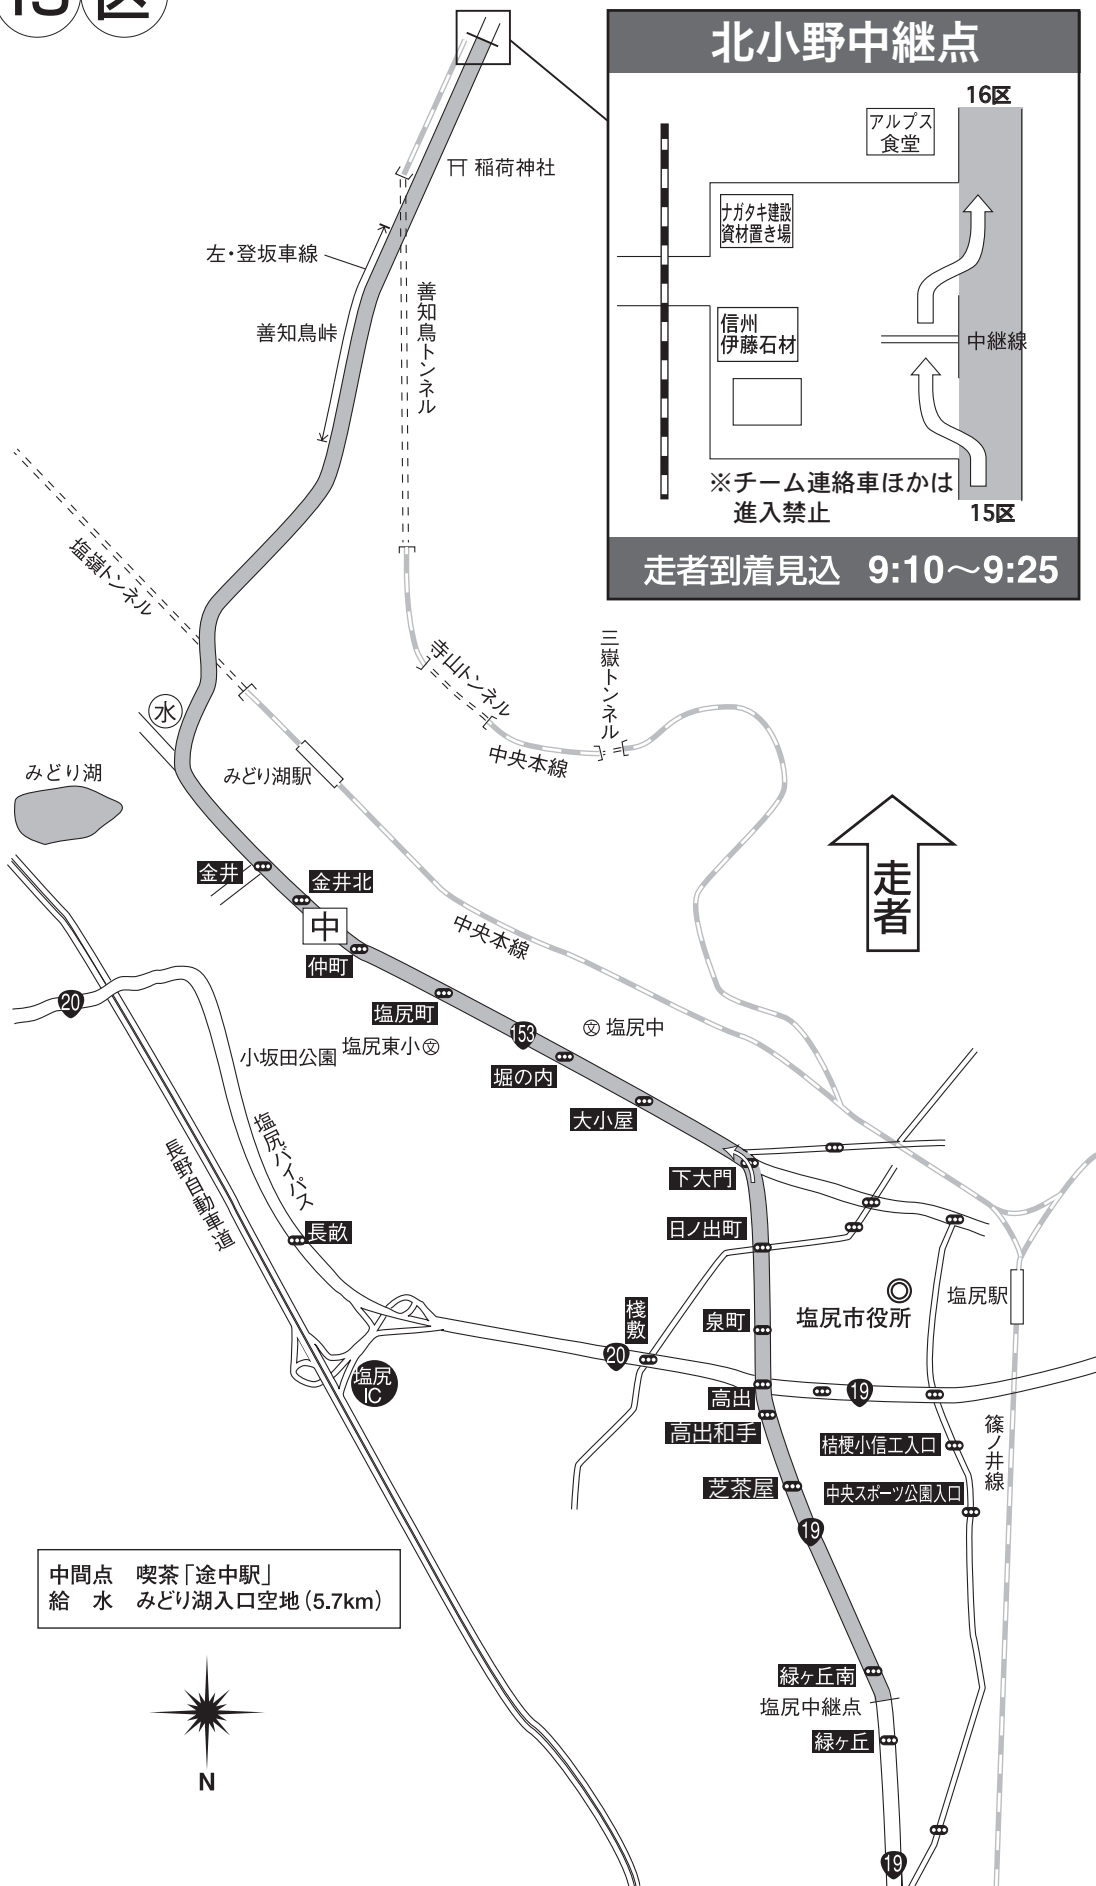 15区
北小野中継点
16区
アルプス
食堂
ナガタキ建設
資材置き場
信州
伊藤石材
中継線
※チーム連絡車ほかは
進入禁止
15区
走者到着見込 9:10〜9:25
稲荷神社
左・登坂車線
善知鳥峠
善知鳥トンネル
塩嶺トンネル
寺山トンネル
三嶽トンネル
中央本線
水
みどり湖
みどり湖駅
走者
金井
金井北
中
中央本線
仲町
20
塩尻町
153
文 塩尻中
小坂田公園
塩尻東小 文
堀の内
大小屋
塩尻バイパス
長野自動車道
下大門
長畝
日ノ出町
塩尻駅
塩尻市役所
桟敷
泉町
20
塩尻
IC
高出
19
高出和手
桔梗小信工入口
篠ノ井線
芝茶屋
中央スポーツ公園入口
19
中間点 喫茶「途中駅」
給 水 みどり湖入口空地(5.7km)
緑ヶ丘南
塩尻中継点
緑ヶ丘
N
19